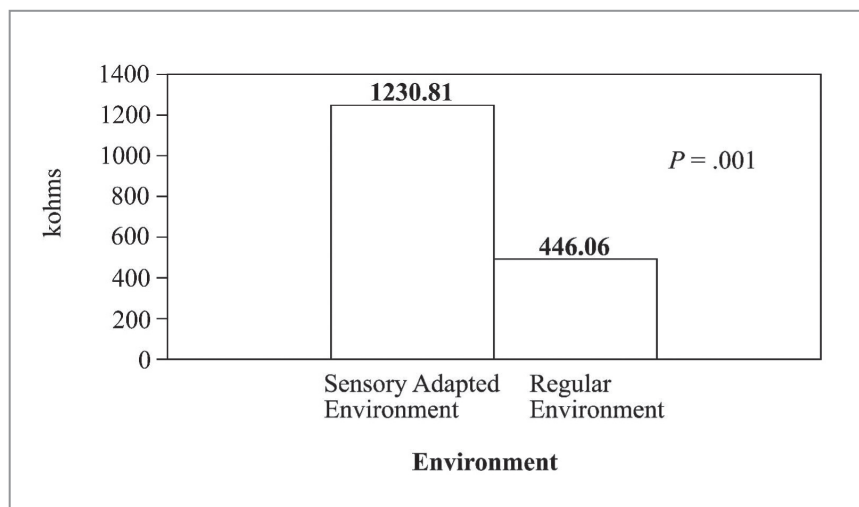 1400
1200
1000
800
600
400
200
0
kohms
1230.81
446.06
P = .001
Sensory Adapted
Environment
Regular
Environment
Environment